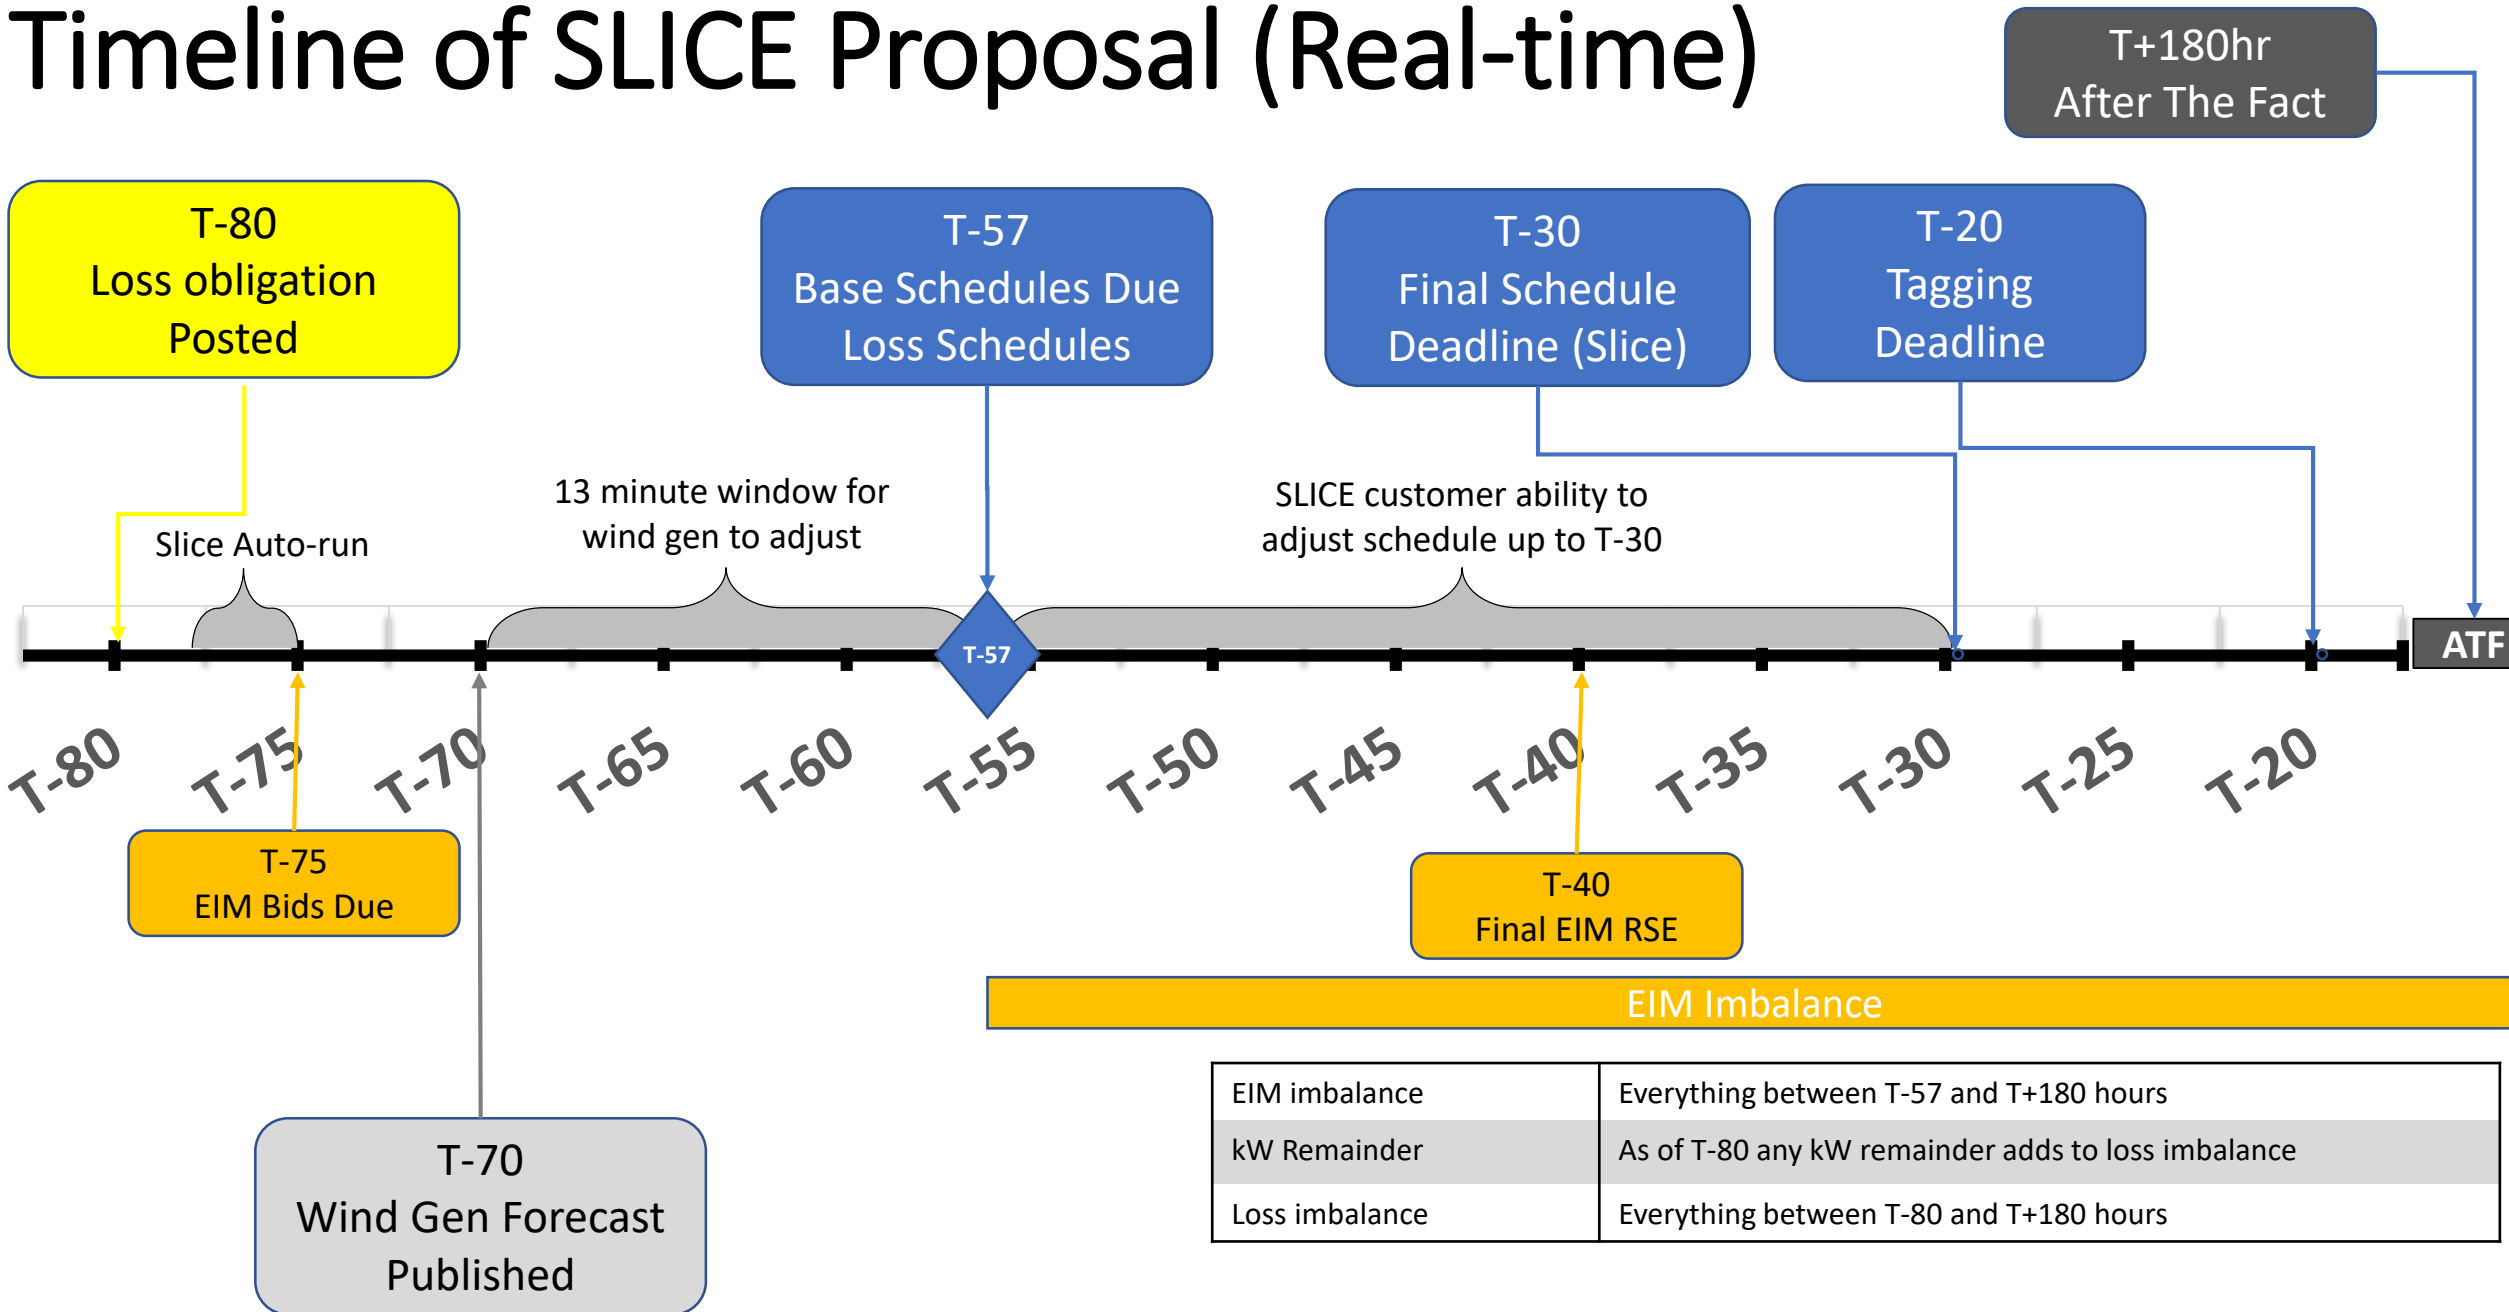 Timeline of SLICE Proposal (Real-time)
T+180hr
After The Fact
T-80
Loss obligation
Posted
T-57
Base Schedules Due
Loss Schedules
T-30
Final Schedule
Deadline (Slice)
T-20
Tagging
Deadline
Slice Auto-run
13 minute window for
wind gen to adjust
SLICE customer ability to
adjust schedule up to T-30
T-57
ATF
T-80
T-75
T-70
T-65
T-60
T-55
T-50
T-45
T-40
T-35
T-30
T-25
T-20
T-75
EIM Bids Due
T-40
Final EIM RSE
EIM Imbalance
T-70
Wind Gen Forecast
Published
EIM imbalance Everything between T-57 and T+180 hours
kW Remainder As of T-80 any kW remainder adds to loss imbalance
Loss imbalance Everything between T-80 and T+180 hours